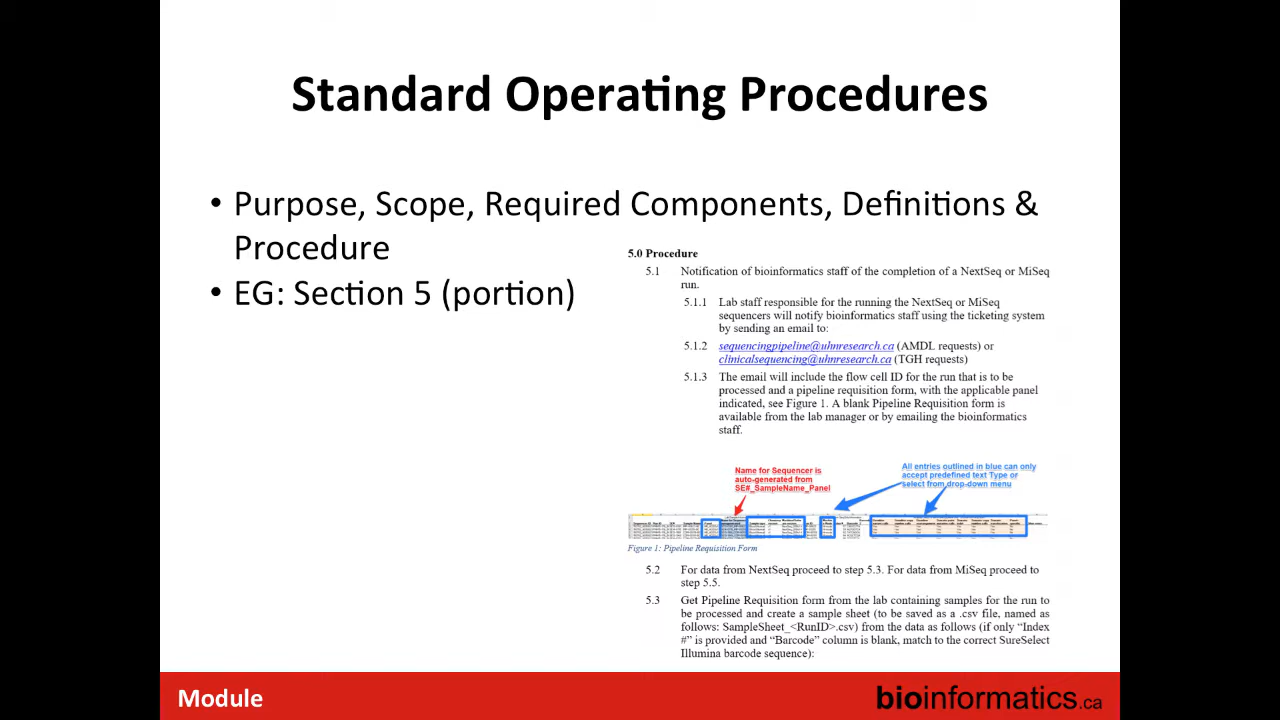 Standard Operating Procedures
• Purpose, Scope, Required Components, Definitions &
Procedure
• EG: Section 5 (portion)
5.0 Procedure
5.1 Notification of bioinformatics staff of the completion of a NextSeq or MiSeq
run.
5.1.1 Lab staff responsible for the running the NextSeq or MiSeq
sequencers will notify bioinformatics staff using the ticketing system
by sending an email to:
5.1.2 sequencingpipeline@uhnresearch.ca (AMDL requests) or
clinicalsequencing@uhnresearch.ca (TGH requests)
5.1.3 The email will include the flow cell ID for the run that is to be
processed and a pipeline requisition form, with the applicable panel
indicated, see Figure 1. A blank Pipeline Requisition form is
available from the lab manager or by emailing the bioinformatics
staff.
Name for Sequencer is
auto-generated from
SE#_SampleName_Panel
All entries outlined in blue can only
accept predefined text Type or
select from drop-down menu
Figure 1: Pipeline Requisition Form
5.2 For data from NextSeq proceed to step 5.3. For data from MiSeq proceed to
step 5.5.
5.3 Get Pipeline Requisition form from the lab containing samples for the run to
be processed and create a sample sheet (to be saved as a .csv file, named as
follows: SampleSheet_<RunID>.csv) from the data as follows (if only “Index
#” is provided and “Barcode” column is blank, match to the correct SureSelect
Illumina barcode sequence):
Module
bioinformatics.ca